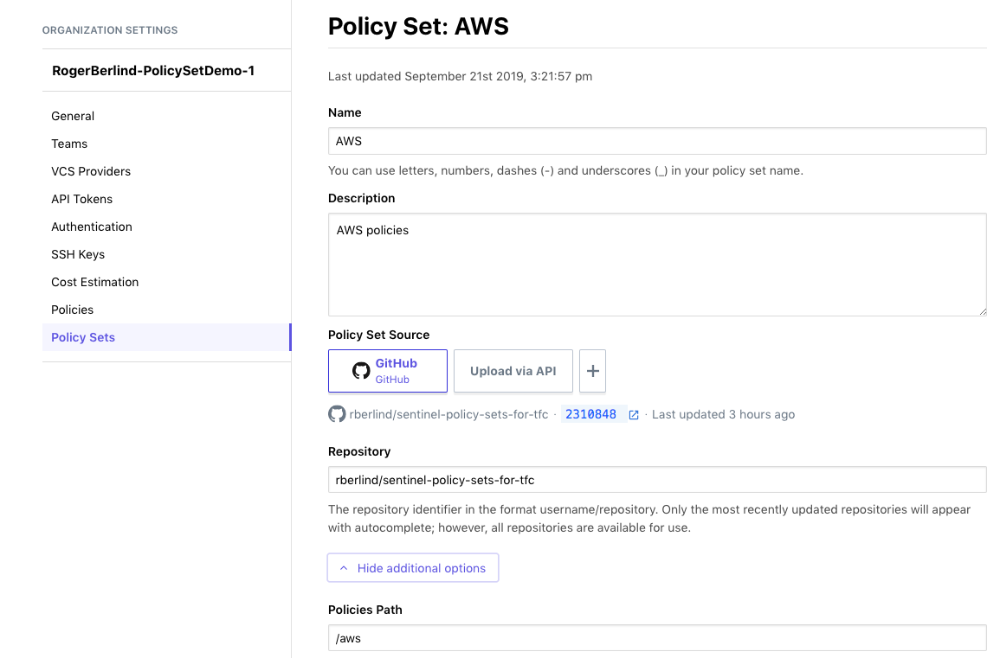 ORGANIZATION SETTINGS
RogerBerlind-PolicySetDemo-1
General
Teams
VCS Providers
API Tokens
Authentication
SSH Keys
Cost Estimation
Policies
Policy Sets
Policy Set: AWS
Last updated September 21st 2019, 3:21:57 pm
Name
AWS
You can use letters, numbers, dashes (-) and underscores (_) in your policy set name.
Description
AWS policies
Policy Set Source
GitHub
GitHub
Upload via API
+
rberlind/sentinel-policy-sets-for-tfc · 2310848 · Last updated 3 hours ago
Repository
rberlind/sentinel-policy-sets-for-tfc
The repository identifier in the format username/repository. Only the most recently updated repositories will appear
with autocomplete; however, all repositories are available for use.
Hide additional options
Policies Path
/aws